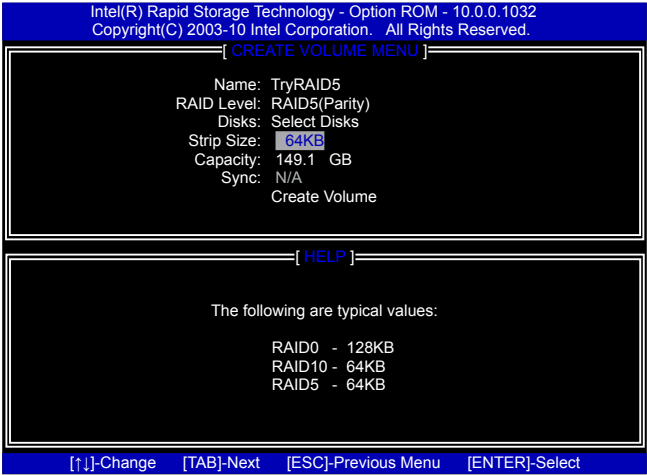 Intel(R) Rapid Storage Technology - Option ROM - 10.0.0.1032
Copyright(C) 2003-10 Intel Corporation. All Rights Reserved.
[ CREATE VOLUME MENU ]
Name: TryRAID5
RAID Level: RAID5(Parity)
Disks: Select Disks
Strip Size: 64KB
Capacity: 149.1 GB
Sync: N/A
Create Volume
[ HELP ]
The following are typical values:
RAID0 - 128KB
RAID10 - 64KB
RAID5 - 64KB
[↑↓]-Change [TAB]-Next [ESC]-Previous Menu [ENTER]-Select